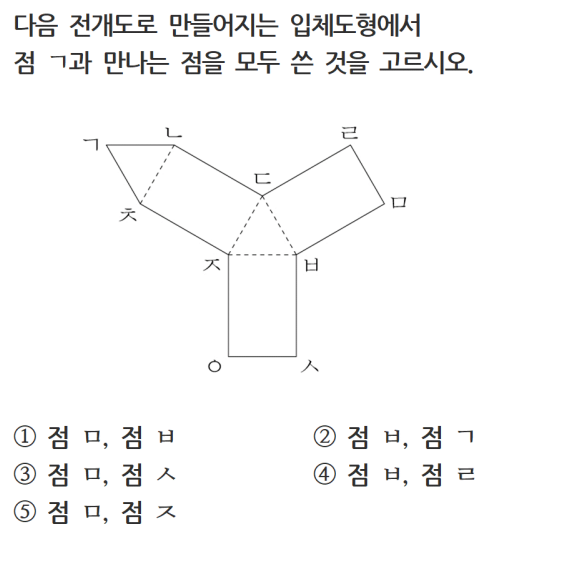 다음 전개도로 만들어지는 입체도형에서
점 ㄱ과 만나는 점을 모두 쓴 것을 고르시오.
ㄱ ㄴ ㄹ
ㄷ
ㅊ ㅁ
ㅈ ㅂ
ㅇ ㅅ
① 점 ㅁ, 점 ㅂ ② 점 ㅂ, 점 ㄱ
③ 점 ㅁ, 점 ㅅ ④ 점 ㅂ, 점 ㄹ
⑤ 점 ㅁ, 점 ㅈ